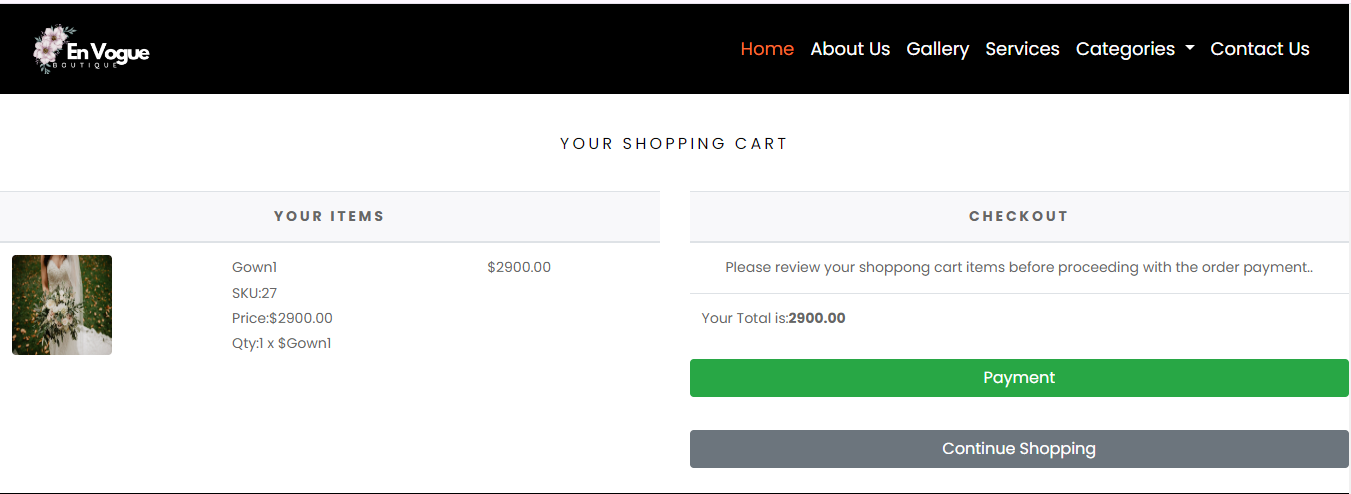 En Vogue
BOUTIQUE
Home About Us Gallery Services Categories Contact Us
YOUR SHOPPING CART
YOUR ITEMS
Gown1 $2900.00
SKU:27
Price:$2900.00
Qty:1 x $Gown1
CHECKOUT
Please review your shoppong cart items before proceeding with the order payment..
Your Total is:2900.00
Payment
Continue Shopping